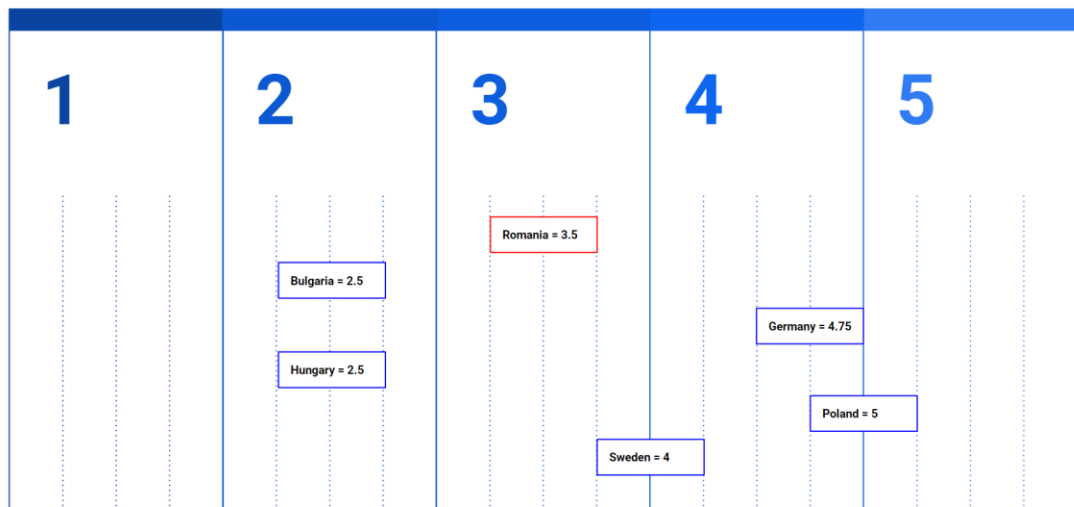 1 2 3 4 5
Romania = 3.5
Bulgaria = 2.5
Germany = 4.75
Hungary = 2.5
Poland = 5
Sweden = 4